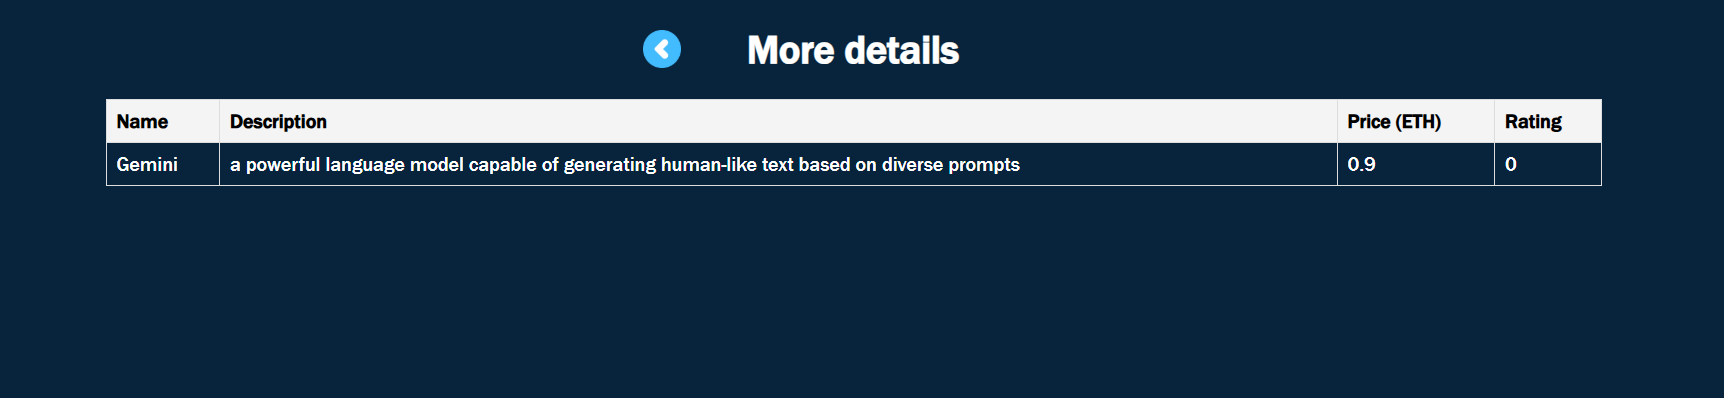 More details
Name Description Price (ETH) Rating
Gemini a powerful language model capable of generating human-like text based on diverse prompts 0.9 0